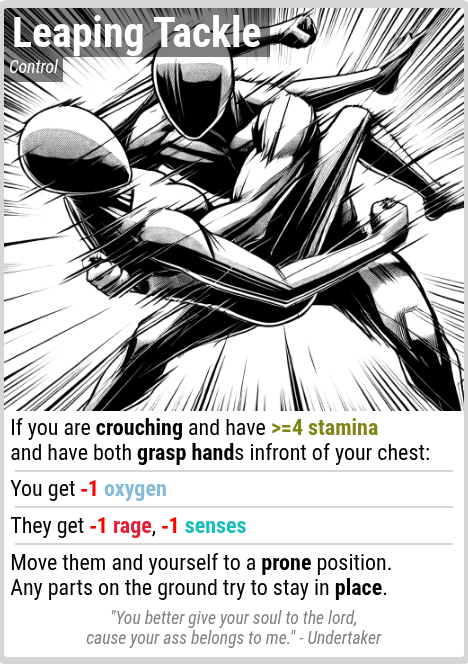 Leaping Tackle
Control
If you are crouching and have >=4 stamina
and have both grasp hands infront of your chest:
You get -1 oxygen
They get -1 rage, -1 senses
Move them and yourself to a prone position.
Any parts on the ground try to stay in place.
"You better give your soul to the lord,
cause your ass belongs to me." - Undertaker